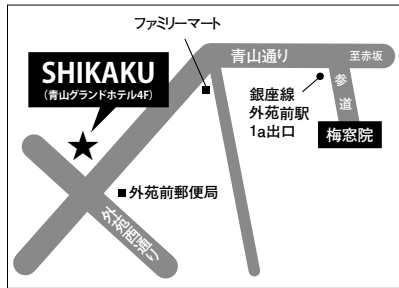 ファミリーマート
青山通り
至赤坂
SHIKAKU
(青山グランドホテル4F)
銀座線
外苑前駅
1a出口
参道
梅窓院
外苑前郵便局
外苑西通り